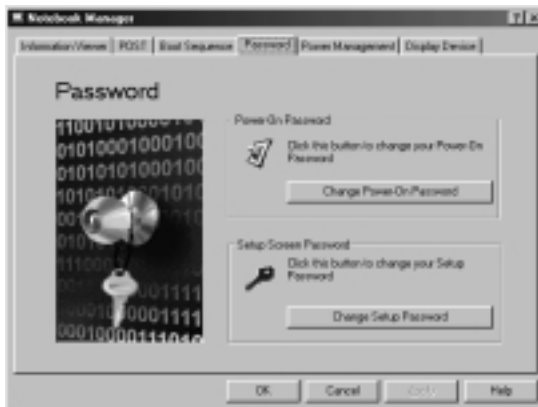 Notebook Manager
Information Viewer POST Boot Sequence Password Power Management Display Device
Password
Power-On Password
Click this button to change your Power-On
Password
Change Power-On Password
Setup Screen Password
Click this button to change your Setup
Password
Change Setup Password
OK Cancel Apply Help